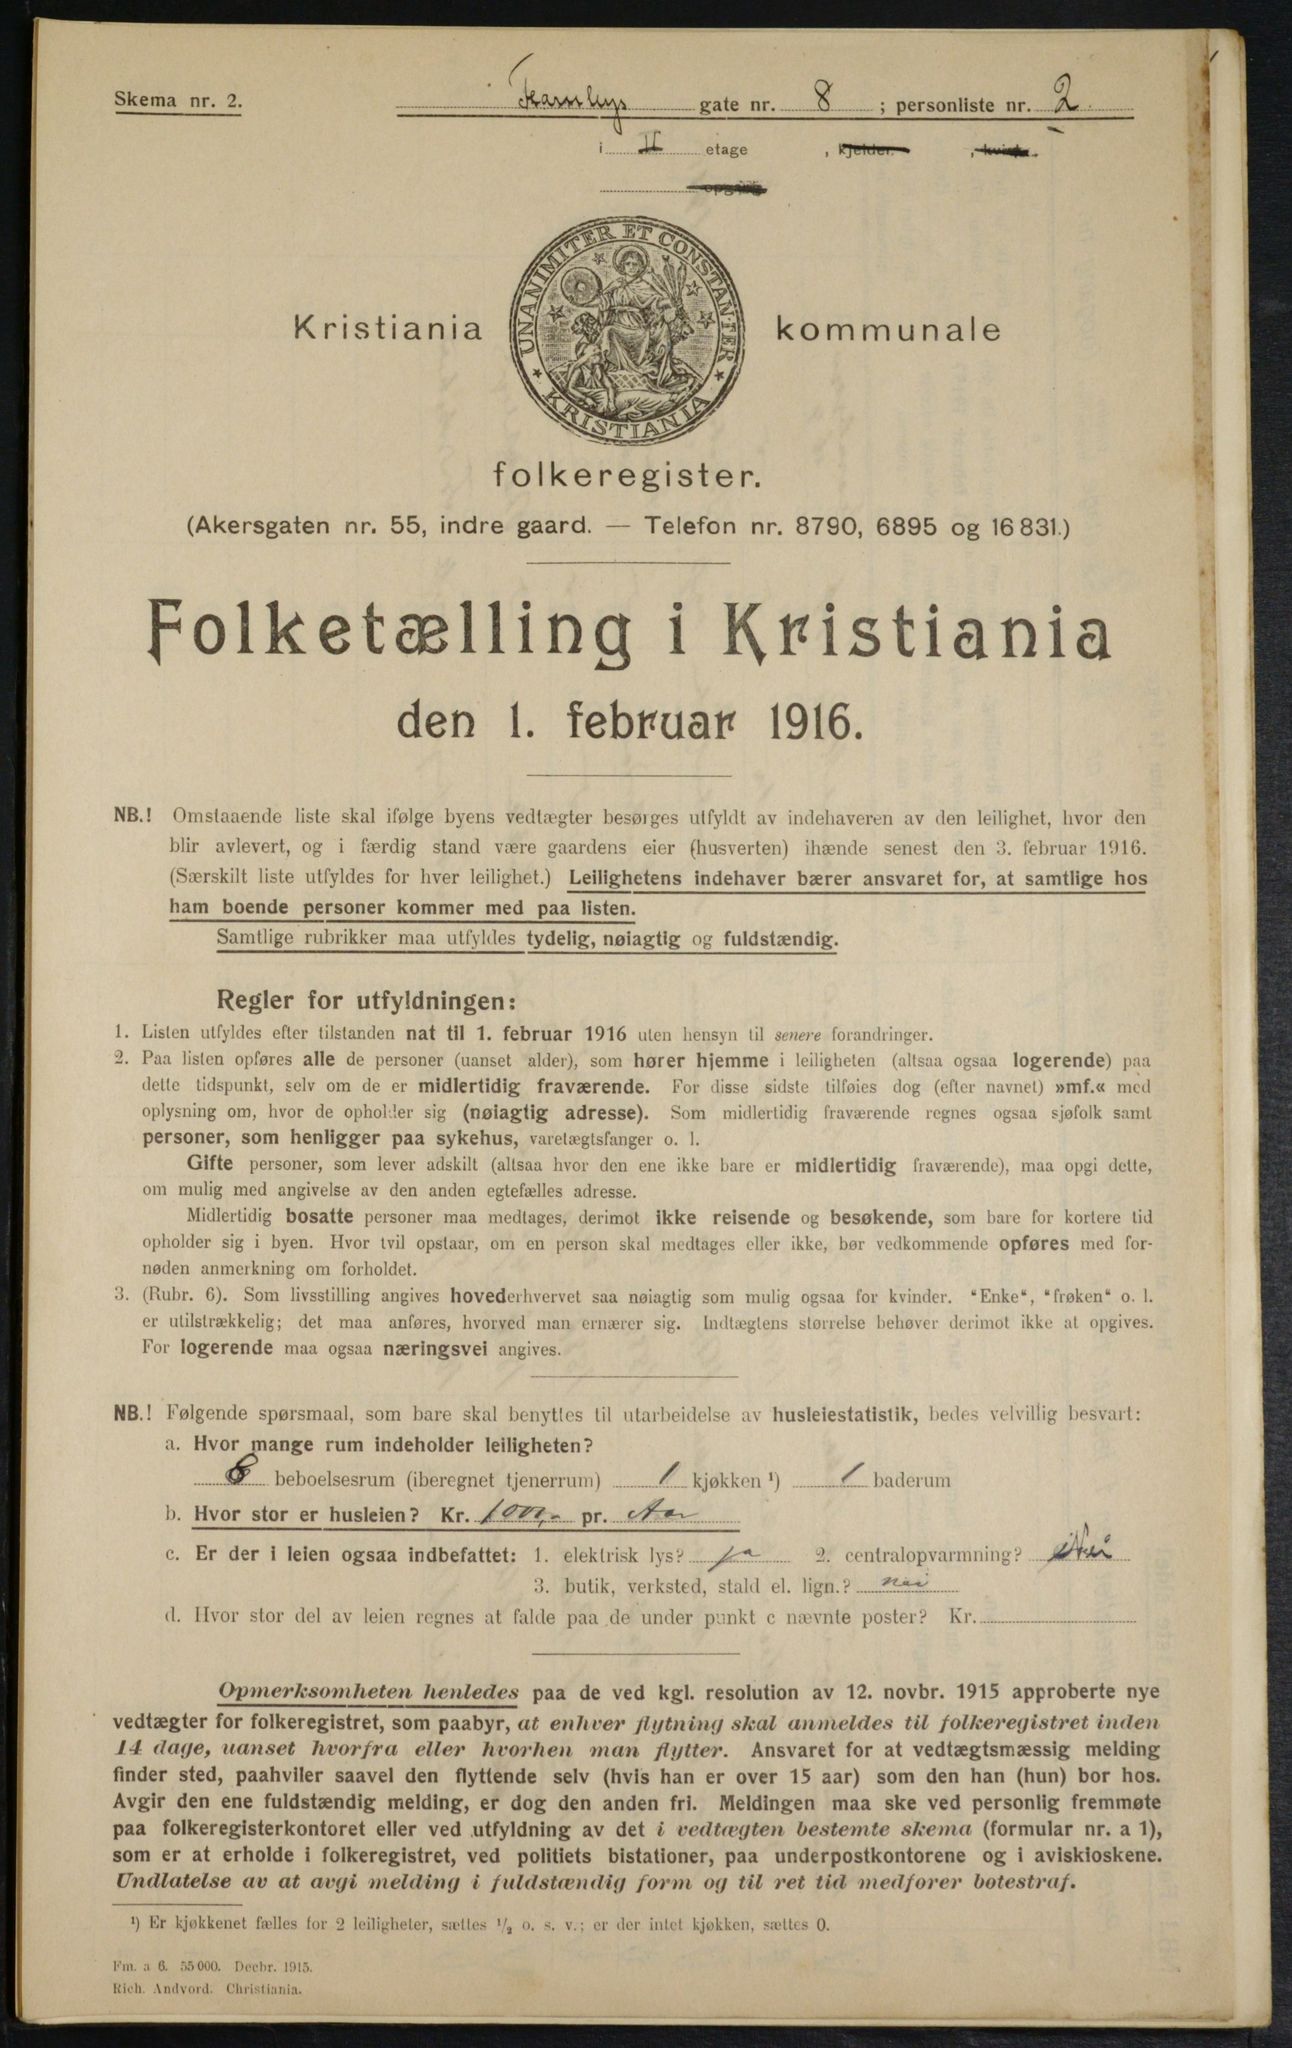 Skema nr. 2.
Fearnleys gate nr. 8 ; personliste nr. 2
i II etage , kjelder , kvist
opgang
UNANIMITER ET CONSTANTER
KRISTIANIA
Kristiania kommunale
folkeregister.
(Akersgaten nr. 55, indre gaard. — Telefon nr. 8790, 6895 og 16 831.)
Folketælling i Kristiania
den 1. februar 1916.
NB.! Omstaaende liste skal ifølge byens vedtægter besørges utfyldt av indehaveren av den leilighet, hvor den
blir avlevert, og i færdig stand være gaardens eier (husverten) ihænde senest den 3. februar 1916.
(Særskilt liste utfyldes for hver leilighet.) Leilighetens indehaver bærer ansvaret for, at samtlige hos
ham boende personer kommer med paa listen.
Samtlige rubrikker maa utfyldes tydelig, nøiagtig og fuldstændig.
Regler for utfyldningen:
1. Listen utfyldes efter tilstanden nat til 1. februar 1916 uten hensyn til senere forandringer.
2. Paa listen opføres alle de personer (uanset alder), som hører hjemme i leiligheten (altsaa ogsaa logerende) paa
dette tidspunkt, selv om de er midlertidig fraværende. For disse sidste tilføies dog (efter navnet) »mf.« med
oplysning om, hvor de opholder sig (nøiagtig adresse). Som midlertidig fraværende regnes ogsaa sjøfolk samt
personer, som henligger paa sykehus, varetægtsfanger o. l.
Gifte personer, som lever adskilt (altsaa hvor den ene ikke bare er midlertidig fraværende), maa opgi dette,
om mulig med angivelse av den anden egtefælles adresse.
Midlertidig bosatte personer maa medtages, derimot ikke reisende og besøkende, som bare for kortere tid
opholder sig i byen. Hvor tvil opstaar, om en person skal medtages eller ikke, bør vedkommende opføres med for-
nøden anmerkning om forholdet.
3. (Rubr. 6). Som livsstilling angives hovederhvervet saa nøiagtig som mulig ogsaa for kvinder. "Enke", "frøken" o. l.
er utilstrækkelig; det maa anføres, hvorved man ernærer sig. Indtægtens størrelse behøver derimot ikke at opgives.
For logerende maa ogsaa næringsvei angives.
NB.! Følgende spørsmaal, som bare skal benyttes til utarbeidelse av husleiestatistik, bedes velvillig besvart:
a. Hvor mange rum indeholder leiligheten?
beboelsesrum (iberegnet tjenerrum) 1 kjøkken ¹) 1 baderum
b. Hvor stor er husleien? Kr. 1000,- pr. Aar
c. Er der i leien ogsaa indbefattet: 1. elektrisk lys? ja 2. centralopvarmning? Nei
3. butik, verksted, stald el. lign.? nei
d. Hvor stor del av leien regnes at falde paa de under punkt c nævnte poster? Kr.
Opmerksomheten henledes paa de ved kgl. resolution av 12. novbr. 1915 approberte nye
vedtægter for folkeregistret, som paabyr, at enhver flytning skal anmeldes til folkeregistret inden
14 dage, uanset hvorfra eller hvorhen man flytter. Ansvaret for at vedtægtsmæssig melding
finder sted, paahviler saavel den flyttende selv (hvis han er over 15 aar) som den han (hun) bor hos.
Avgir den ene fuldstændig melding, er dog den anden fri. Meldingen maa ske ved personlig fremmøte
paa folkeregisterkontoret eller ved utfyldning av det i vedtægten bestemte skema (formular nr. a 1),
som er at erholde i folkeregistret, ved politiets bistationer, paa underpostkontorene og i aviskioskene.
Undlatelse av at avgi melding i fuldstændig form og til ret tid medfører bøtestraf.
¹) Er kjøkkenet fælles for 2 leiligheter, sættes ½ o. s. v.; er der intet kjøkken, sættes 0.
Fm. a 6. 55 000. Decbr. 1915.
Rich. Andvord. Christiania.